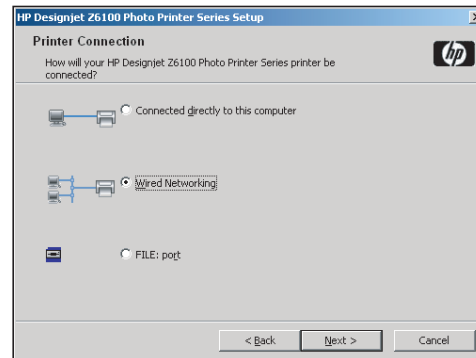 HP Designjet Z6100 Photo Printer Series Setup
Printer Connection
How will your HP Designjet Z6100 Photo Printer Series printer be
connected?
hp
Connected directly to this computer
Wired Networking
FILE: port
< Back Next > Cancel